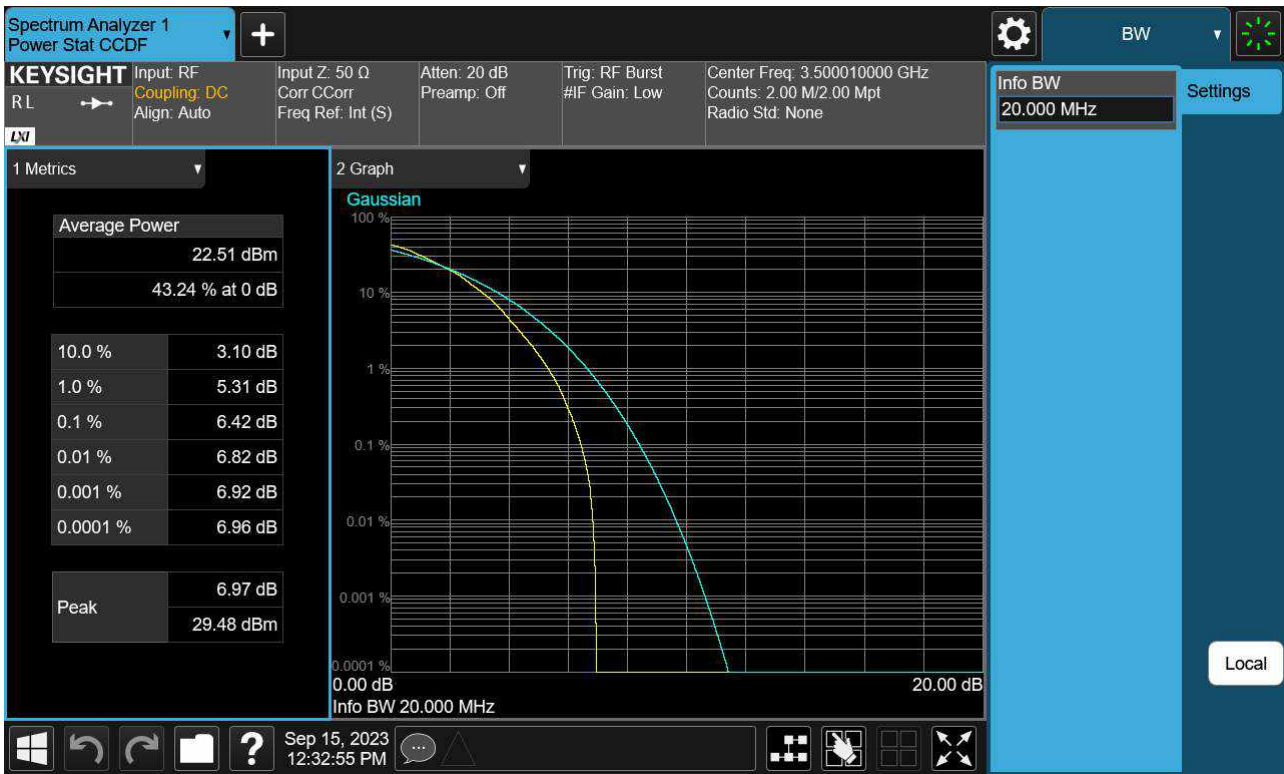 Spectrum Analyzer 1
Power Stat CCDF
+
BW
KEYSIGHT
R L
LXI
Input: RF
Coupling: DC
Align: Auto
Input Z: 50 Ω
Corr CCorr
Freq Ref: Int (S)
Atten: 20 dB
Preamp: Off
Trig: RF Burst
#IF Gain: Low
Center Freq: 3.500010000 GHz
Counts: 2.00 M/2.00 Mpt
Radio Std: None
Info BW
20.000 MHz
Settings
1 Metrics
Average Power
22.51 dBm
43.24 % at 0 dB
10.0 % 3.10 dB
1.0 % 5.31 dB
0.1 % 6.42 dB
0.01 % 6.82 dB
0.001 % 6.92 dB
0.0001 % 6.96 dB
Peak
6.97 dB
29.48 dBm
2 Graph
Gaussian
100 %
10 %
1 %
0.1 %
0.01 %
0.001 %
0.0001 %
0.00 dB 20.00 dB
Info BW 20.000 MHz
Local
?
Sep 15, 2023
12:32:55 PM